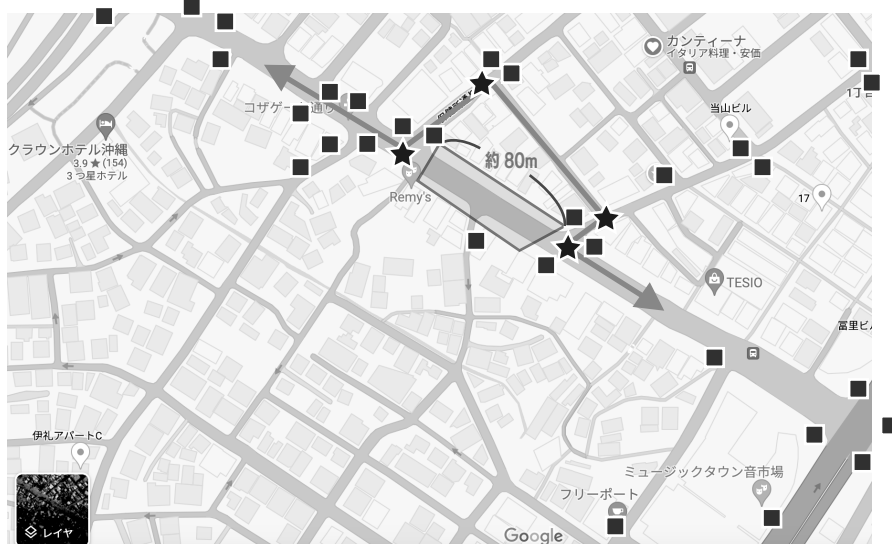 カンティーナ
イタリア料理・安価
1丁目
当山ビル
コザゲート通り
クラウンホテル沖縄
3.9 ★ (154)
3 つ星ホテル
約 80m
Remy's
17
TESIO
冨里ビル
伊礼アパートC
ミュージックタウン音市場
フリーポート
レイヤ
Google